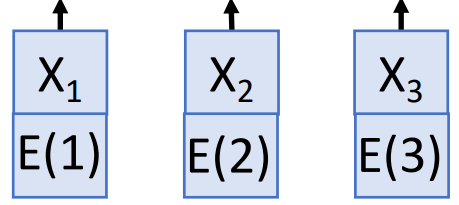 X₁ X₂ X₃
E(1) E(2) E(3)